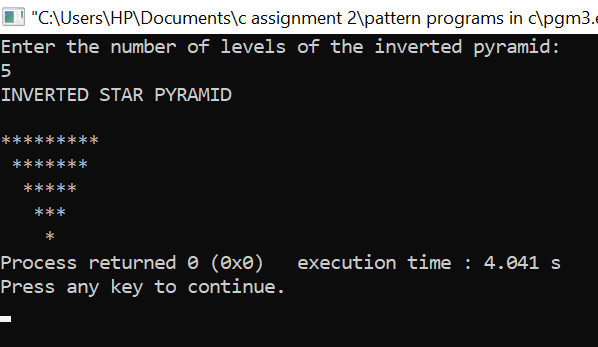 "C:\Users\HP\Documents\c assignment 2\pattern programs in c\pgm3.e
Enter the number of levels of the inverted pyramid:
5
INVERTED STAR PYRAMID

*********
 *******
  *****
   ***
    *
Process returned 0 (0x0)   execution time : 4.041 s
Press any key to continue.